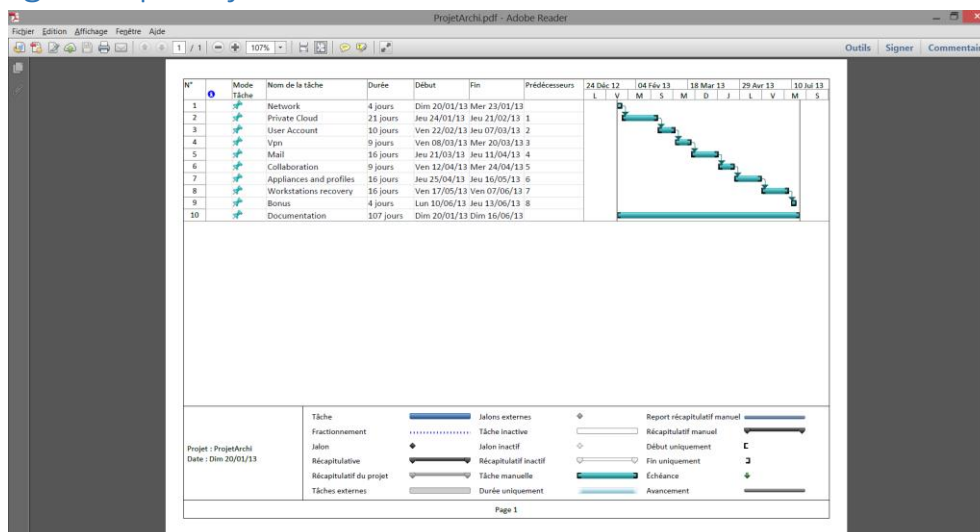 ProjetArchi.pdf - Adobe Reader
Fichier Edition Affichage Fenêtre Aide
1 / 1 107% Outils Signer Commentai
N° Mode Tâche Nom de la tâche Durée Début Fin Prédécesseurs 24 Déc 12 04 Fév 13 18 Mar 13 29 Avr 13 10 Jui 13
L V M S M D J L V M S
1 Network 4 jours Dim 20/01/13 Mer 23/01/13
2 Private Cloud 21 jours Jeu 24/01/13 Jeu 21/02/13 1
3 User Account 10 jours Ven 22/02/13 Jeu 07/03/13 2
4 Vpn 9 jours Ven 08/03/13 Mer 20/03/13 3
5 Mail 16 jours Jeu 21/03/13 Jeu 11/04/13 4
6 Collaboration 9 jours Ven 12/04/13 Mer 24/04/13 5
7 Appliances and profiles 16 jours Jeu 25/04/13 Jeu 16/05/13 6
8 Workstations recovery 16 jours Ven 17/05/13 Ven 07/06/13 7
9 Bonus 4 jours Lun 10/06/13 Jeu 13/06/13 8
10 Documentation 107 jours Dim 20/01/13 Dim 16/06/13
Projet : ProjetArchi
Date : Dim 20/01/13
Tâche Jalons externes Report récapitulatif manuel
Fractionnement Tâche inactive Récapitulatif manuel
Jalon Jalon inactif Début uniquement
Récapitulative Récapitulatif inactif Fin uniquement
Récapitulatif du projet Tâche manuelle Échéance
Tâches externes Durée uniquement Avancement
Page 1